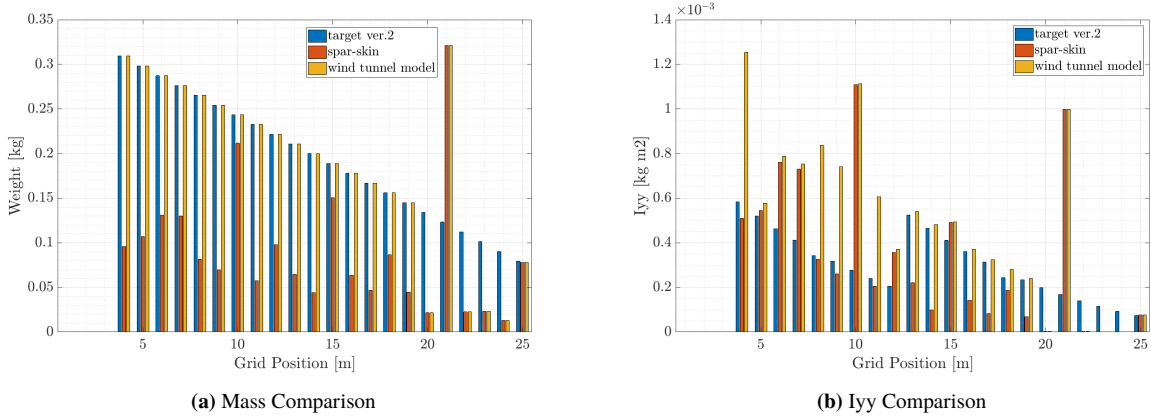 0.35
0.3
0.25
0.2
0.15
0.1
0.05
0
Weight [kg]
target ver.2
spar-skin
wind tunnel model
5
10
15
20
25
Grid Position [m]
(a) Mass Comparison
×10⁻³
1.4
1.2
1
0.8
0.6
0.4
0.2
0
Iyy [kg m2]
target ver.2
spar-skin
wind tunnel model
5
10
15
20
25
Grid Position [m]
(b) Iyy Comparison